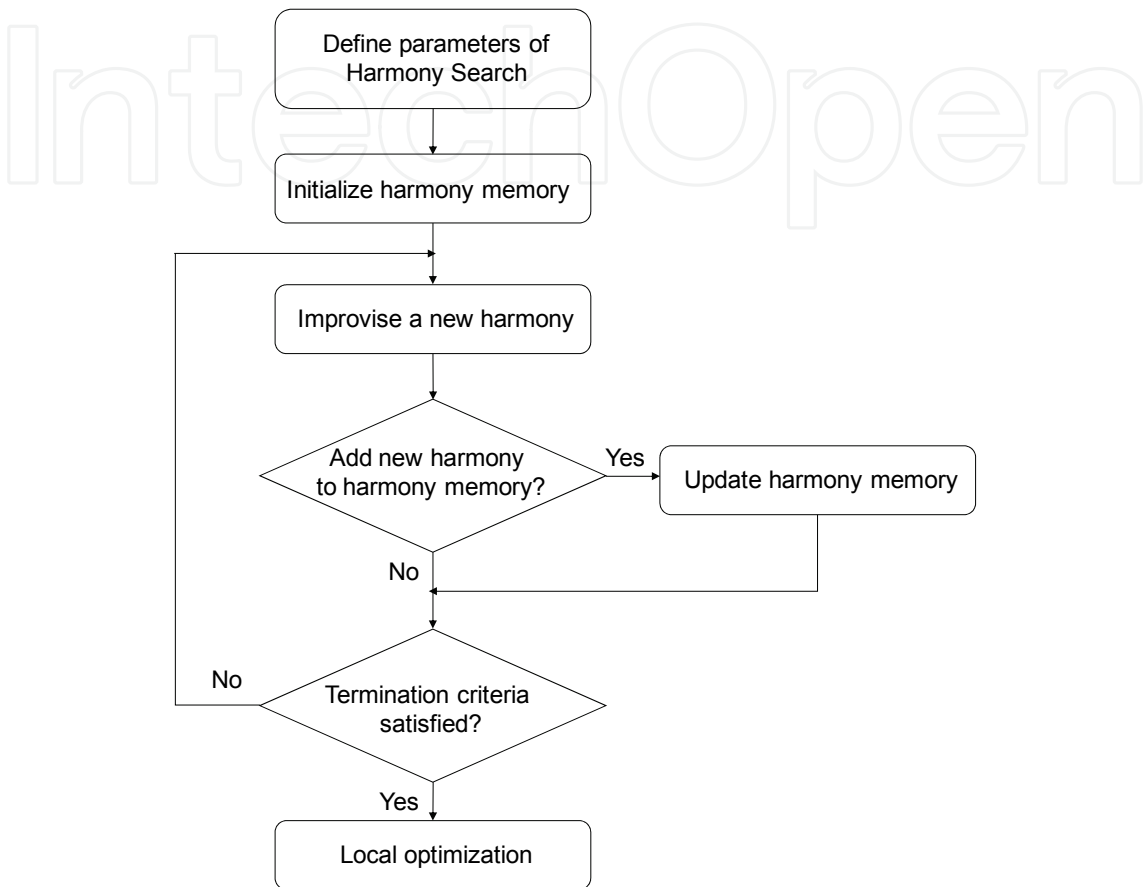 IntechOpen
Define parameters of
Harmony Search
Initialize harmony memory
Improvise a new harmony
Add new harmony
to harmony memory?
Yes
Update harmony memory
No
No
Termination criteria
satisfied?
Yes
Local optimization